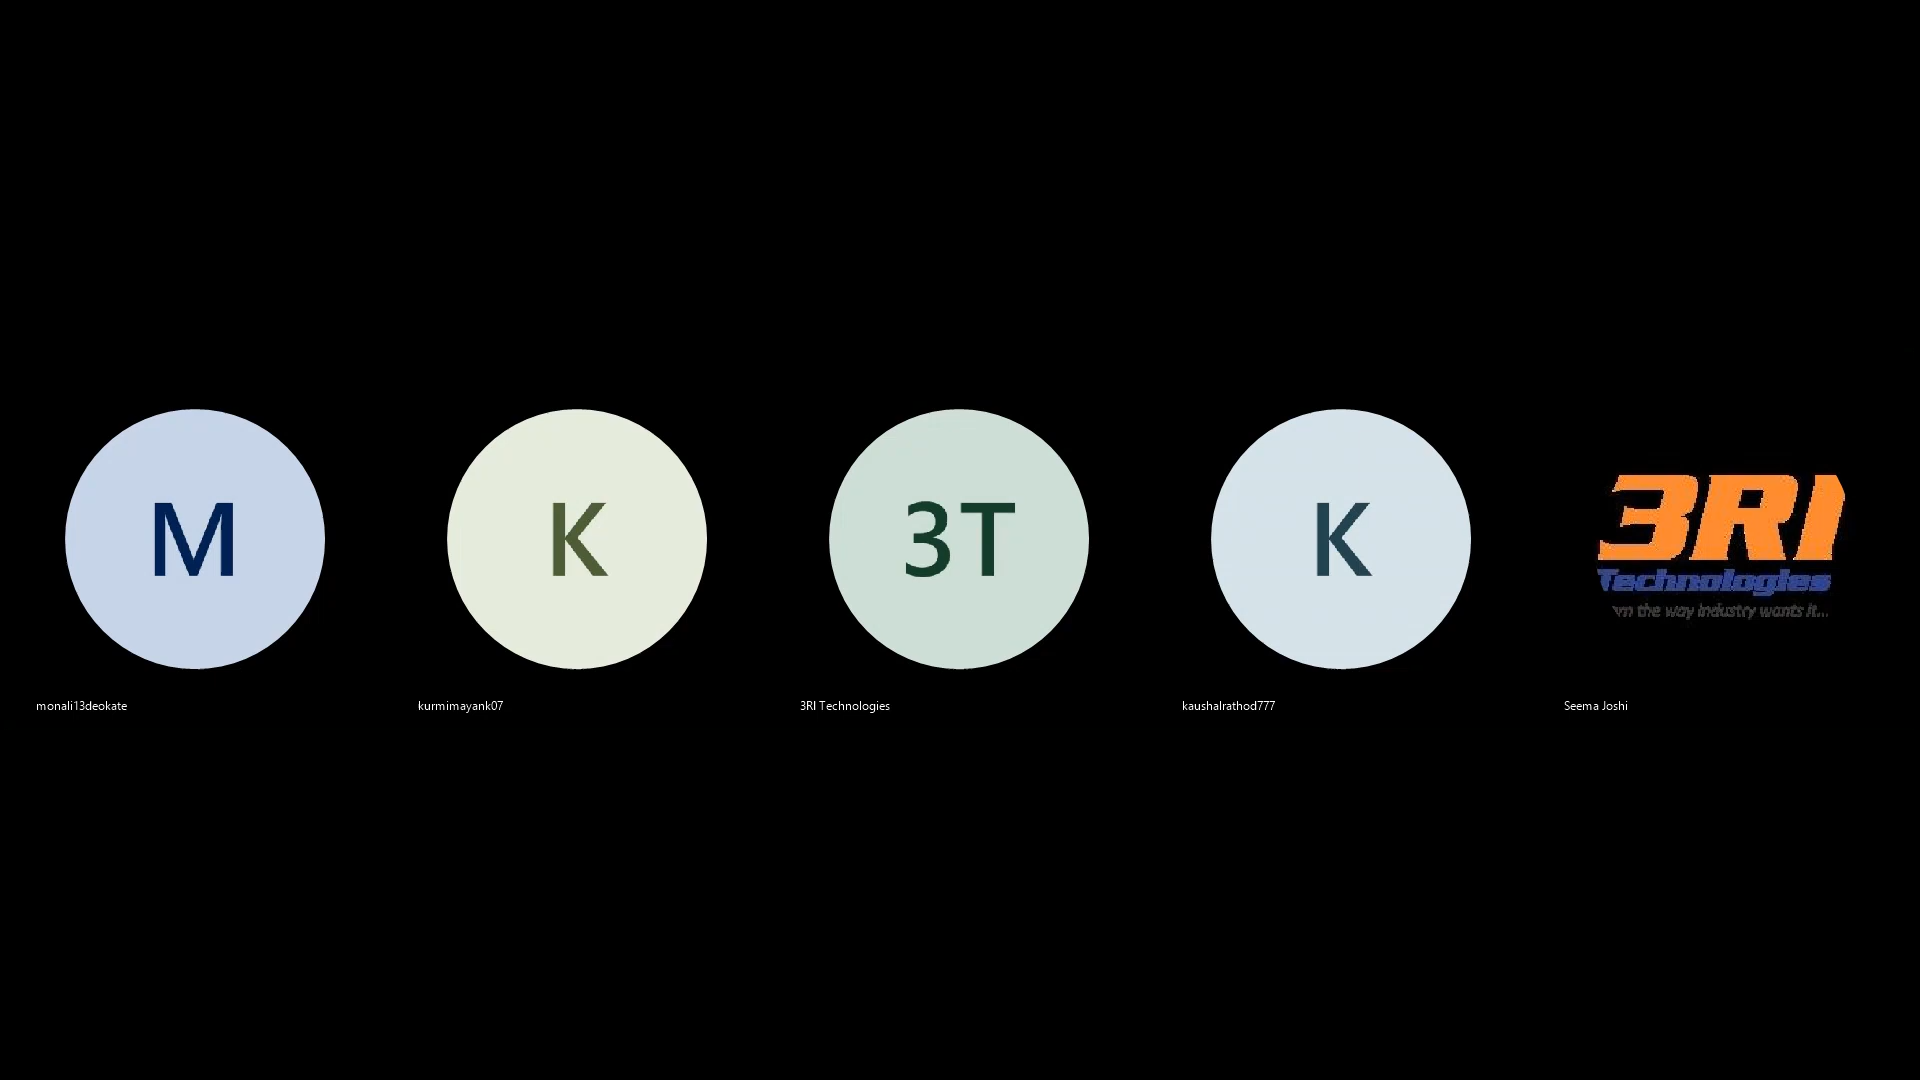 M
K
3T
K
3RI
Technologies
the way industry wants it...
monali13deokate
kurmimayank07
3RI Technologies
kaushalrathod777
Seema Joshi